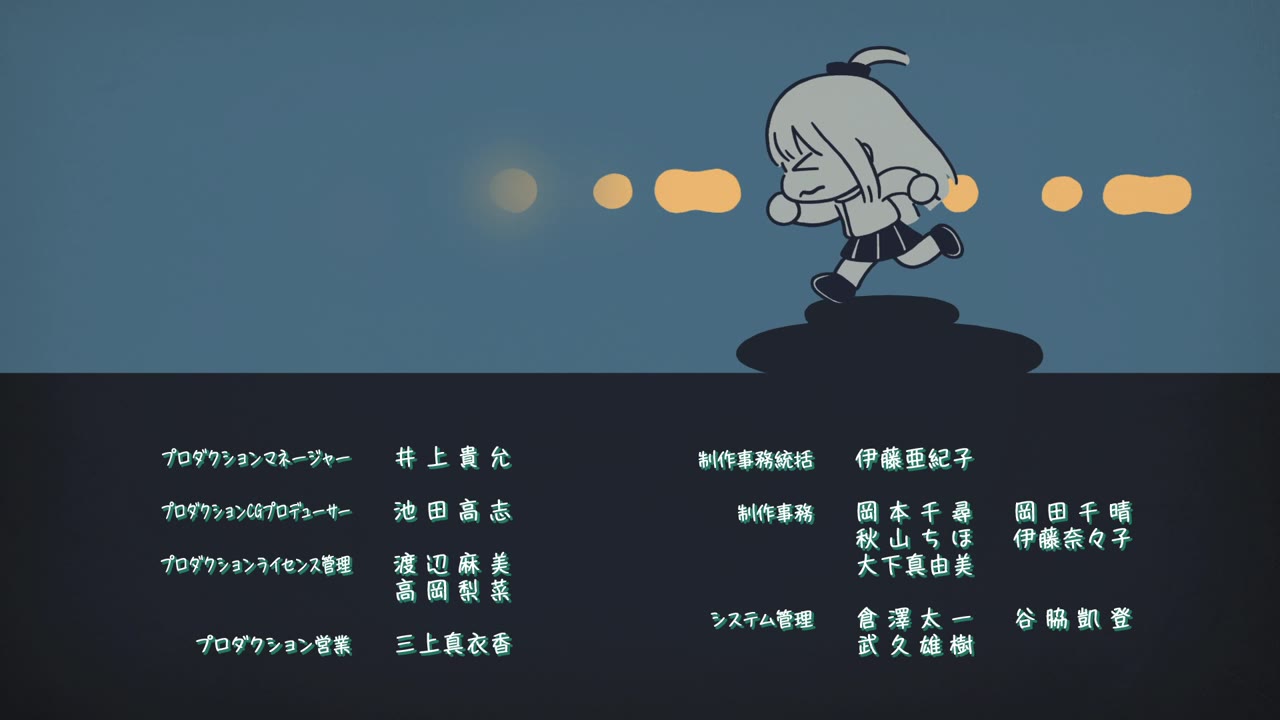 プロダクションマネージャー 井上貴允
プロダクションCGプロデューサー 池田高志
プロダクションライセンス管理 渡辺麻美
高岡梨菜
プロダクション営業 三上真衣香
制作事務統括 伊藤亜紀子
制作事務 岡本千尋 岡田千晴
秋山ちほ 伊藤奈々子
大下真由美
システム管理 倉澤太一 谷脇凱登
武久雄樹